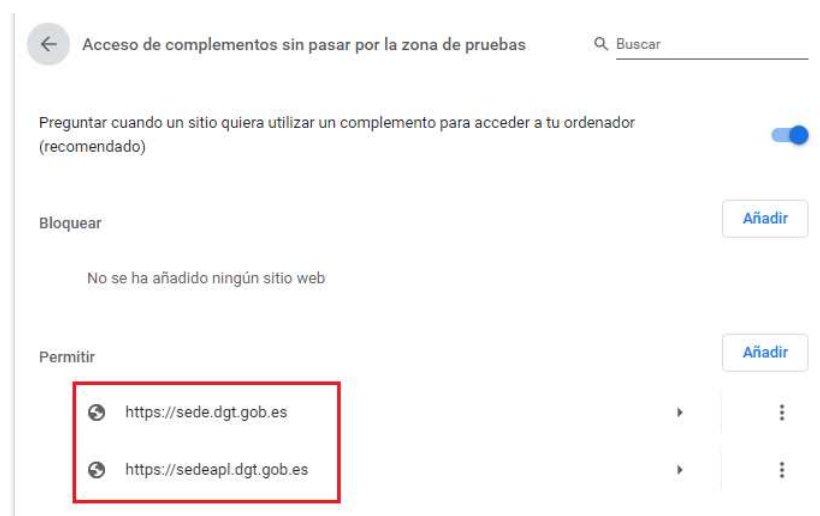 Acceso de complementos sin pasar por la zona de pruebas
Buscar
Preguntar cuando un sitio quiera utilizar un complemento para acceder a tu ordenador
(recomendado)
Bloquear
Añadir
No se ha añadido ningún sitio web
Permitir
Añadir
https://sede.dgt.gob.es
https://sedeapl.dgt.gob.es